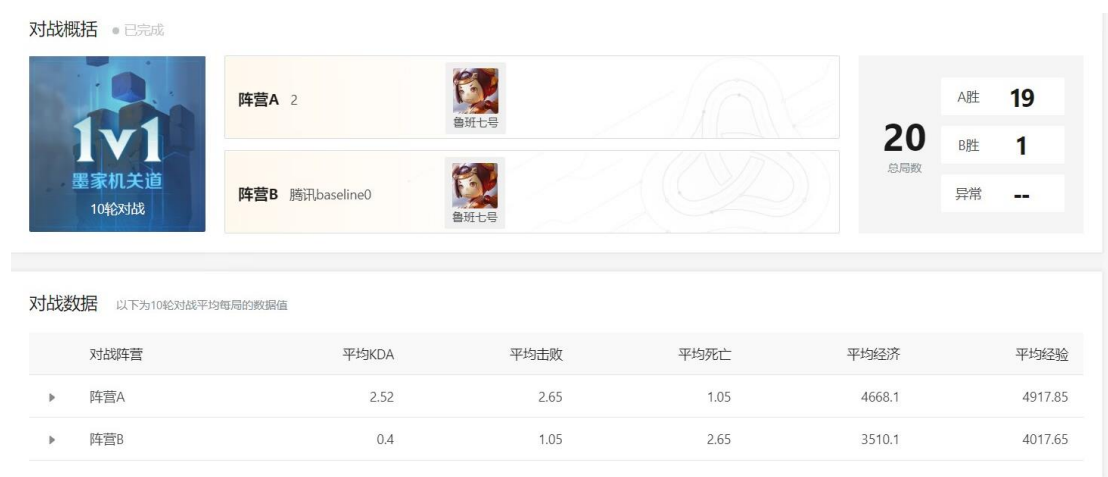 对战概括 ● 已完成
1v1
墨家机关道
10轮对战
阵营A 2
鲁班七号
阵营B 腾讯baseline0
鲁班七号
20
总局数
A胜 19
B胜 1
异常 --
对战数据 以下为10轮对战平均每局的数据值
对战阵营 平均KDA 平均击败 平均死亡 平均经济 平均经验
阵营A 2.52 2.65 1.05 4668.1 4917.85
阵营B 0.4 1.05 2.65 3510.1 4017.65